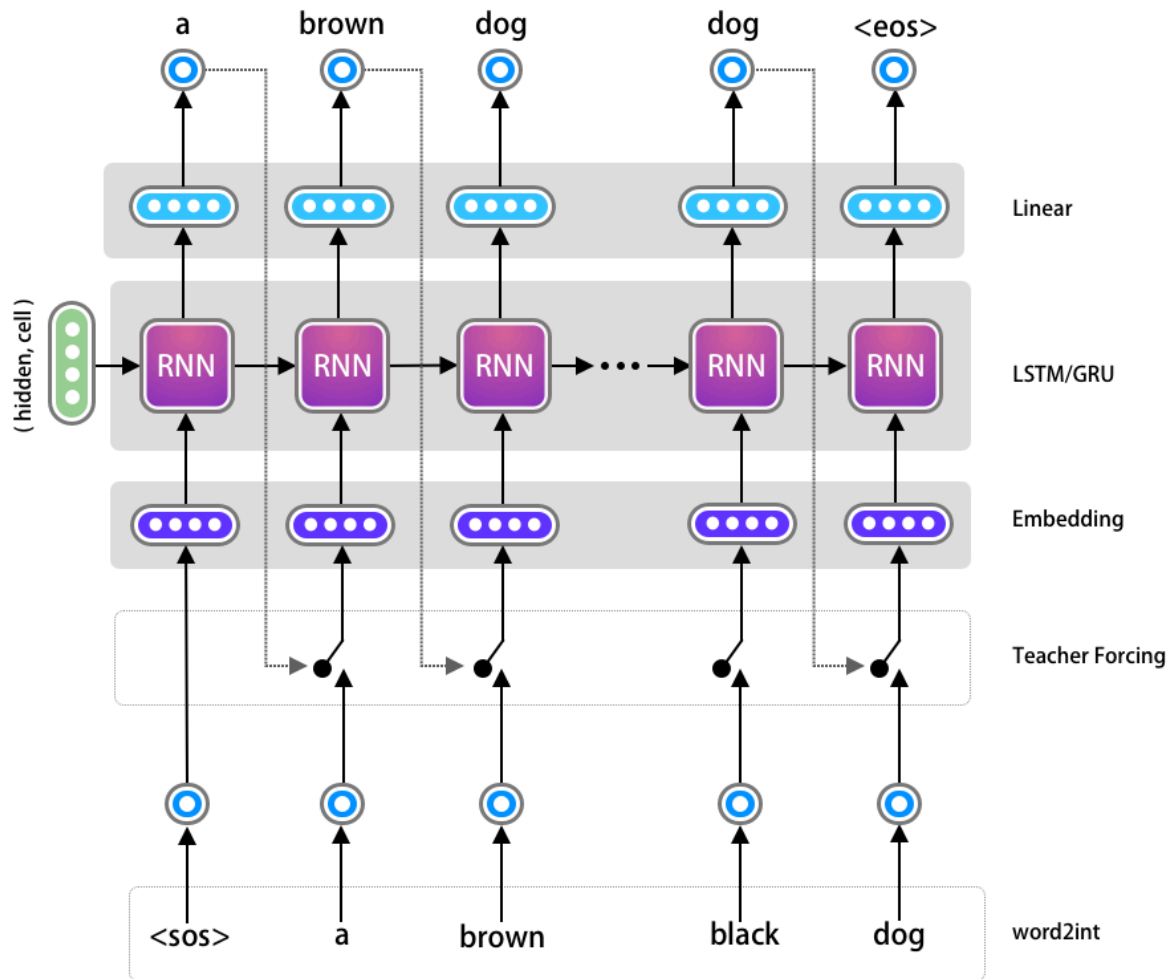 a brown dog dog <eos>
Linear
( hidden, cell )
RNN RNN RNN ••• RNN RNN
LSTM/GRU
Embedding
Teacher Forcing
<sos> a brown black dog
word2int